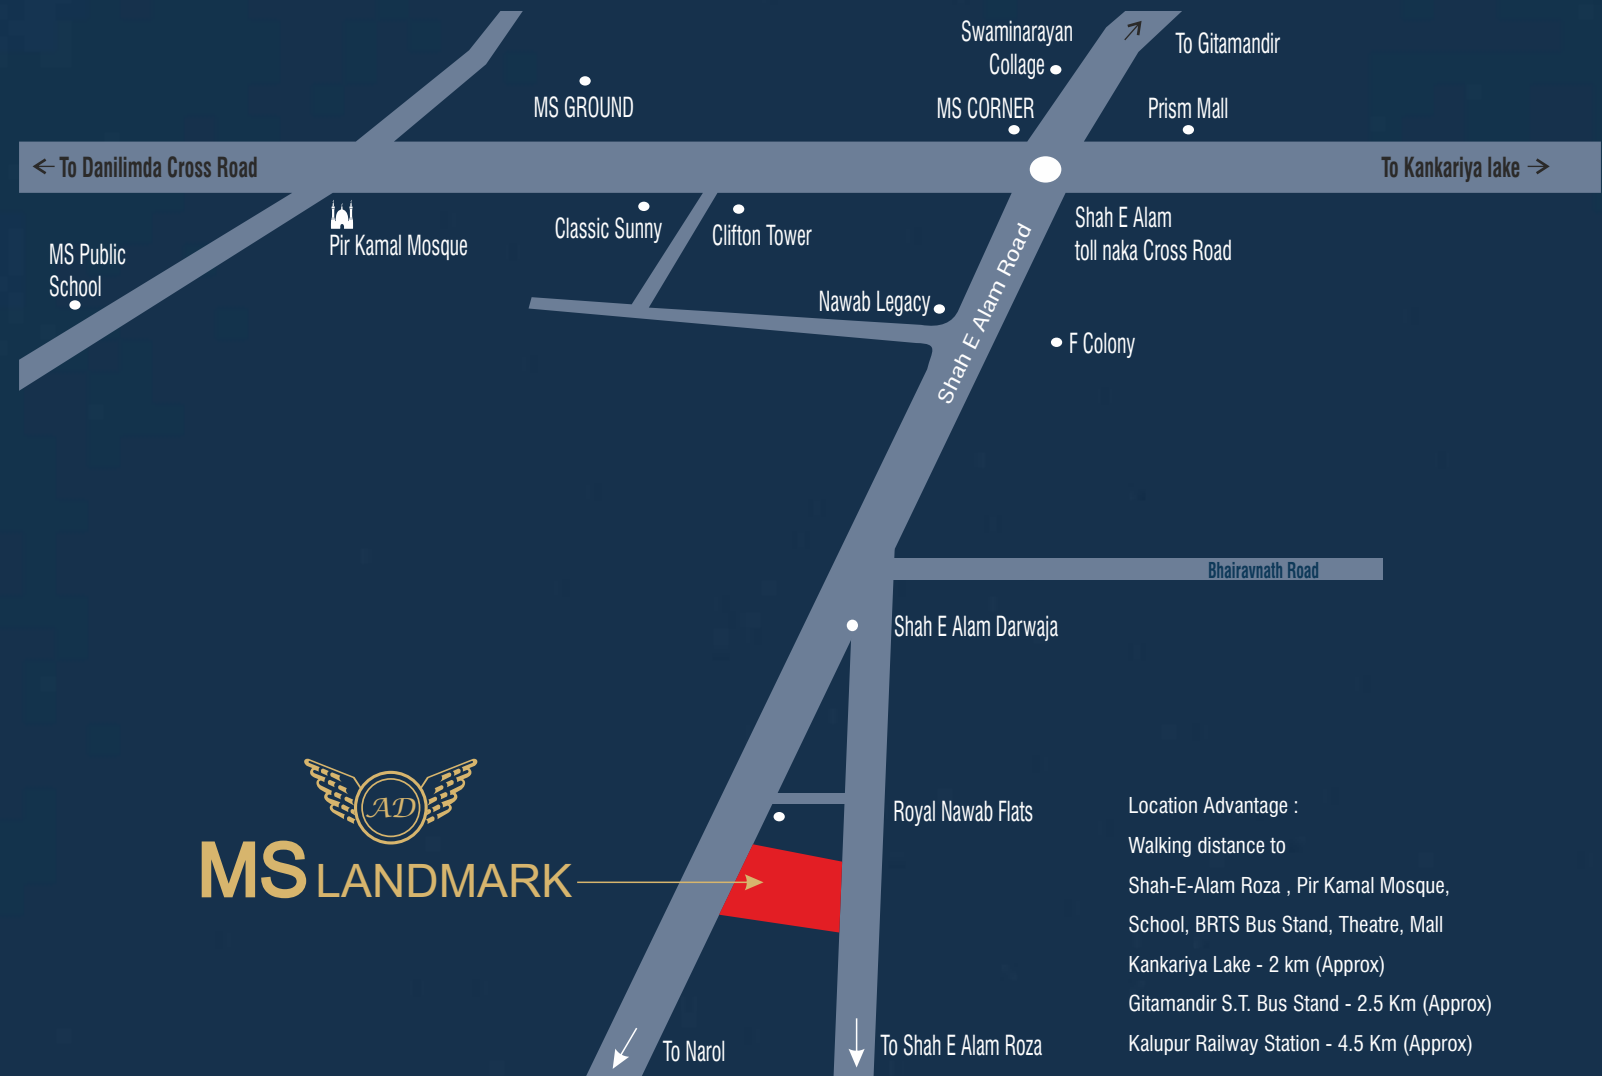 Swaminarayan
Collage
To Gitamandir
MS GROUND
MS CORNER
Prism Mall
To Danilimda Cross Road
To Kankariya lake
Pir Kamal Mosque
Classic Sunny
Clifton Tower
Shah E Alam
toll naka Cross Road
MS Public
School
Nawab Legacy
Shah E Alam Road
F Colony
Bhairavnath Road
Shah E Alam Darwaja
AD
MS LANDMARK
Royal Nawab Flats
To Narol
To Shah E Alam Roza
Location Advantage :
Walking distance to
Shah-E-Alam Roza , Pir Kamal Mosque,
School, BRTS Bus Stand, Theatre, Mall
Kankariya Lake - 2 km (Approx)
Gitamandir S.T. Bus Stand - 2.5 Km (Approx)
Kalupur Railway Station - 4.5 Km (Approx)